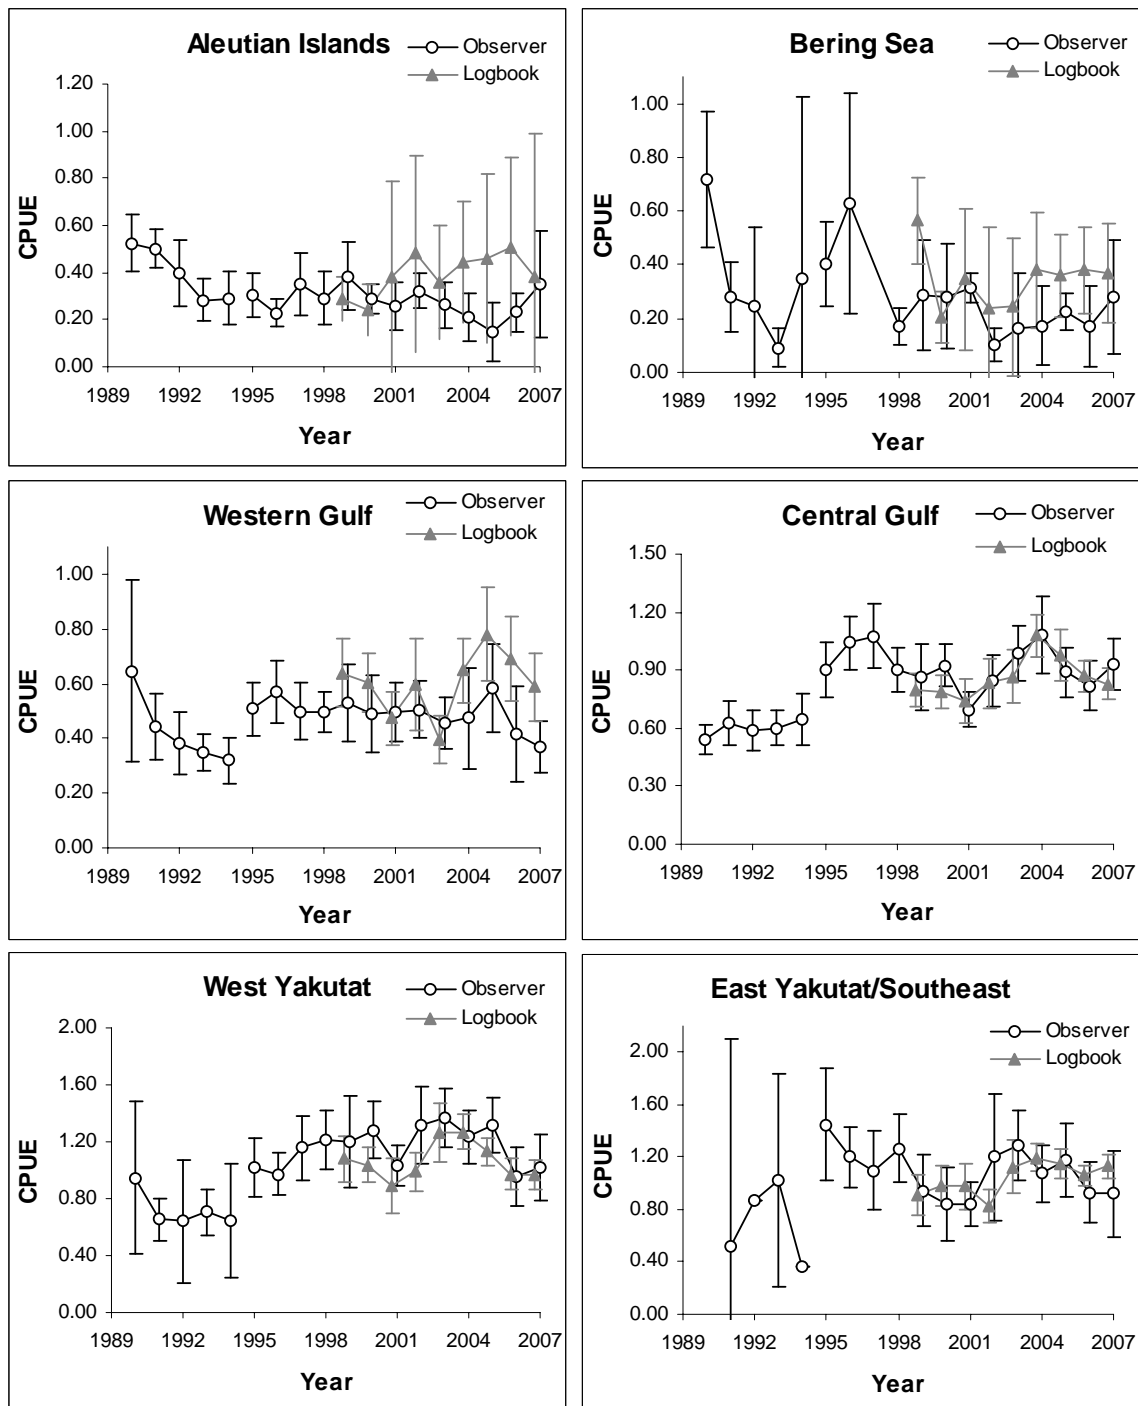 Aleutian Islands
Observer
Logbook
1.20
1.00
0.80
0.60
0.40
0.20
0.00
CPUE
1989 1992 1995 1998 2001 2004 2007
Year
Bering Sea
Observer
Logbook
1.00
0.80
0.60
0.40
0.20
0.00
CPUE
1989 1992 1995 1998 2001 2004 2007
Year
Western Gulf
Observer
Logbook
1.00
0.80
0.60
0.40
0.20
0.00
CPUE
1989 1992 1995 1998 2001 2004 2007
Year
Central Gulf
Observer
Logbook
1.50
1.20
0.90
0.60
0.30
0.00
CPUE
1989 1992 1995 1998 2001 2004 2007
Year
West Yakutat
Observer
Logbook
2.00
1.60
1.20
0.80
0.40
0.00
CPUE
1989 1992 1995 1998 2001 2004 2007
Year
East Yakutat/Southeast
Observer
Logbook
2.00
1.60
1.20
0.80
0.40
0.00
CPUE
1989 1992 1995 1998 2001 2004 2007
Year